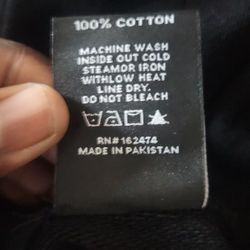 100% COTTON
MACHINE WASH
INSIDE OUT COLD
STEAMOR IRON
WITHLOW HEAT
LINE DRY.
DO NOT BLEACH
RN# 162474
MADE IN PAKISTAN